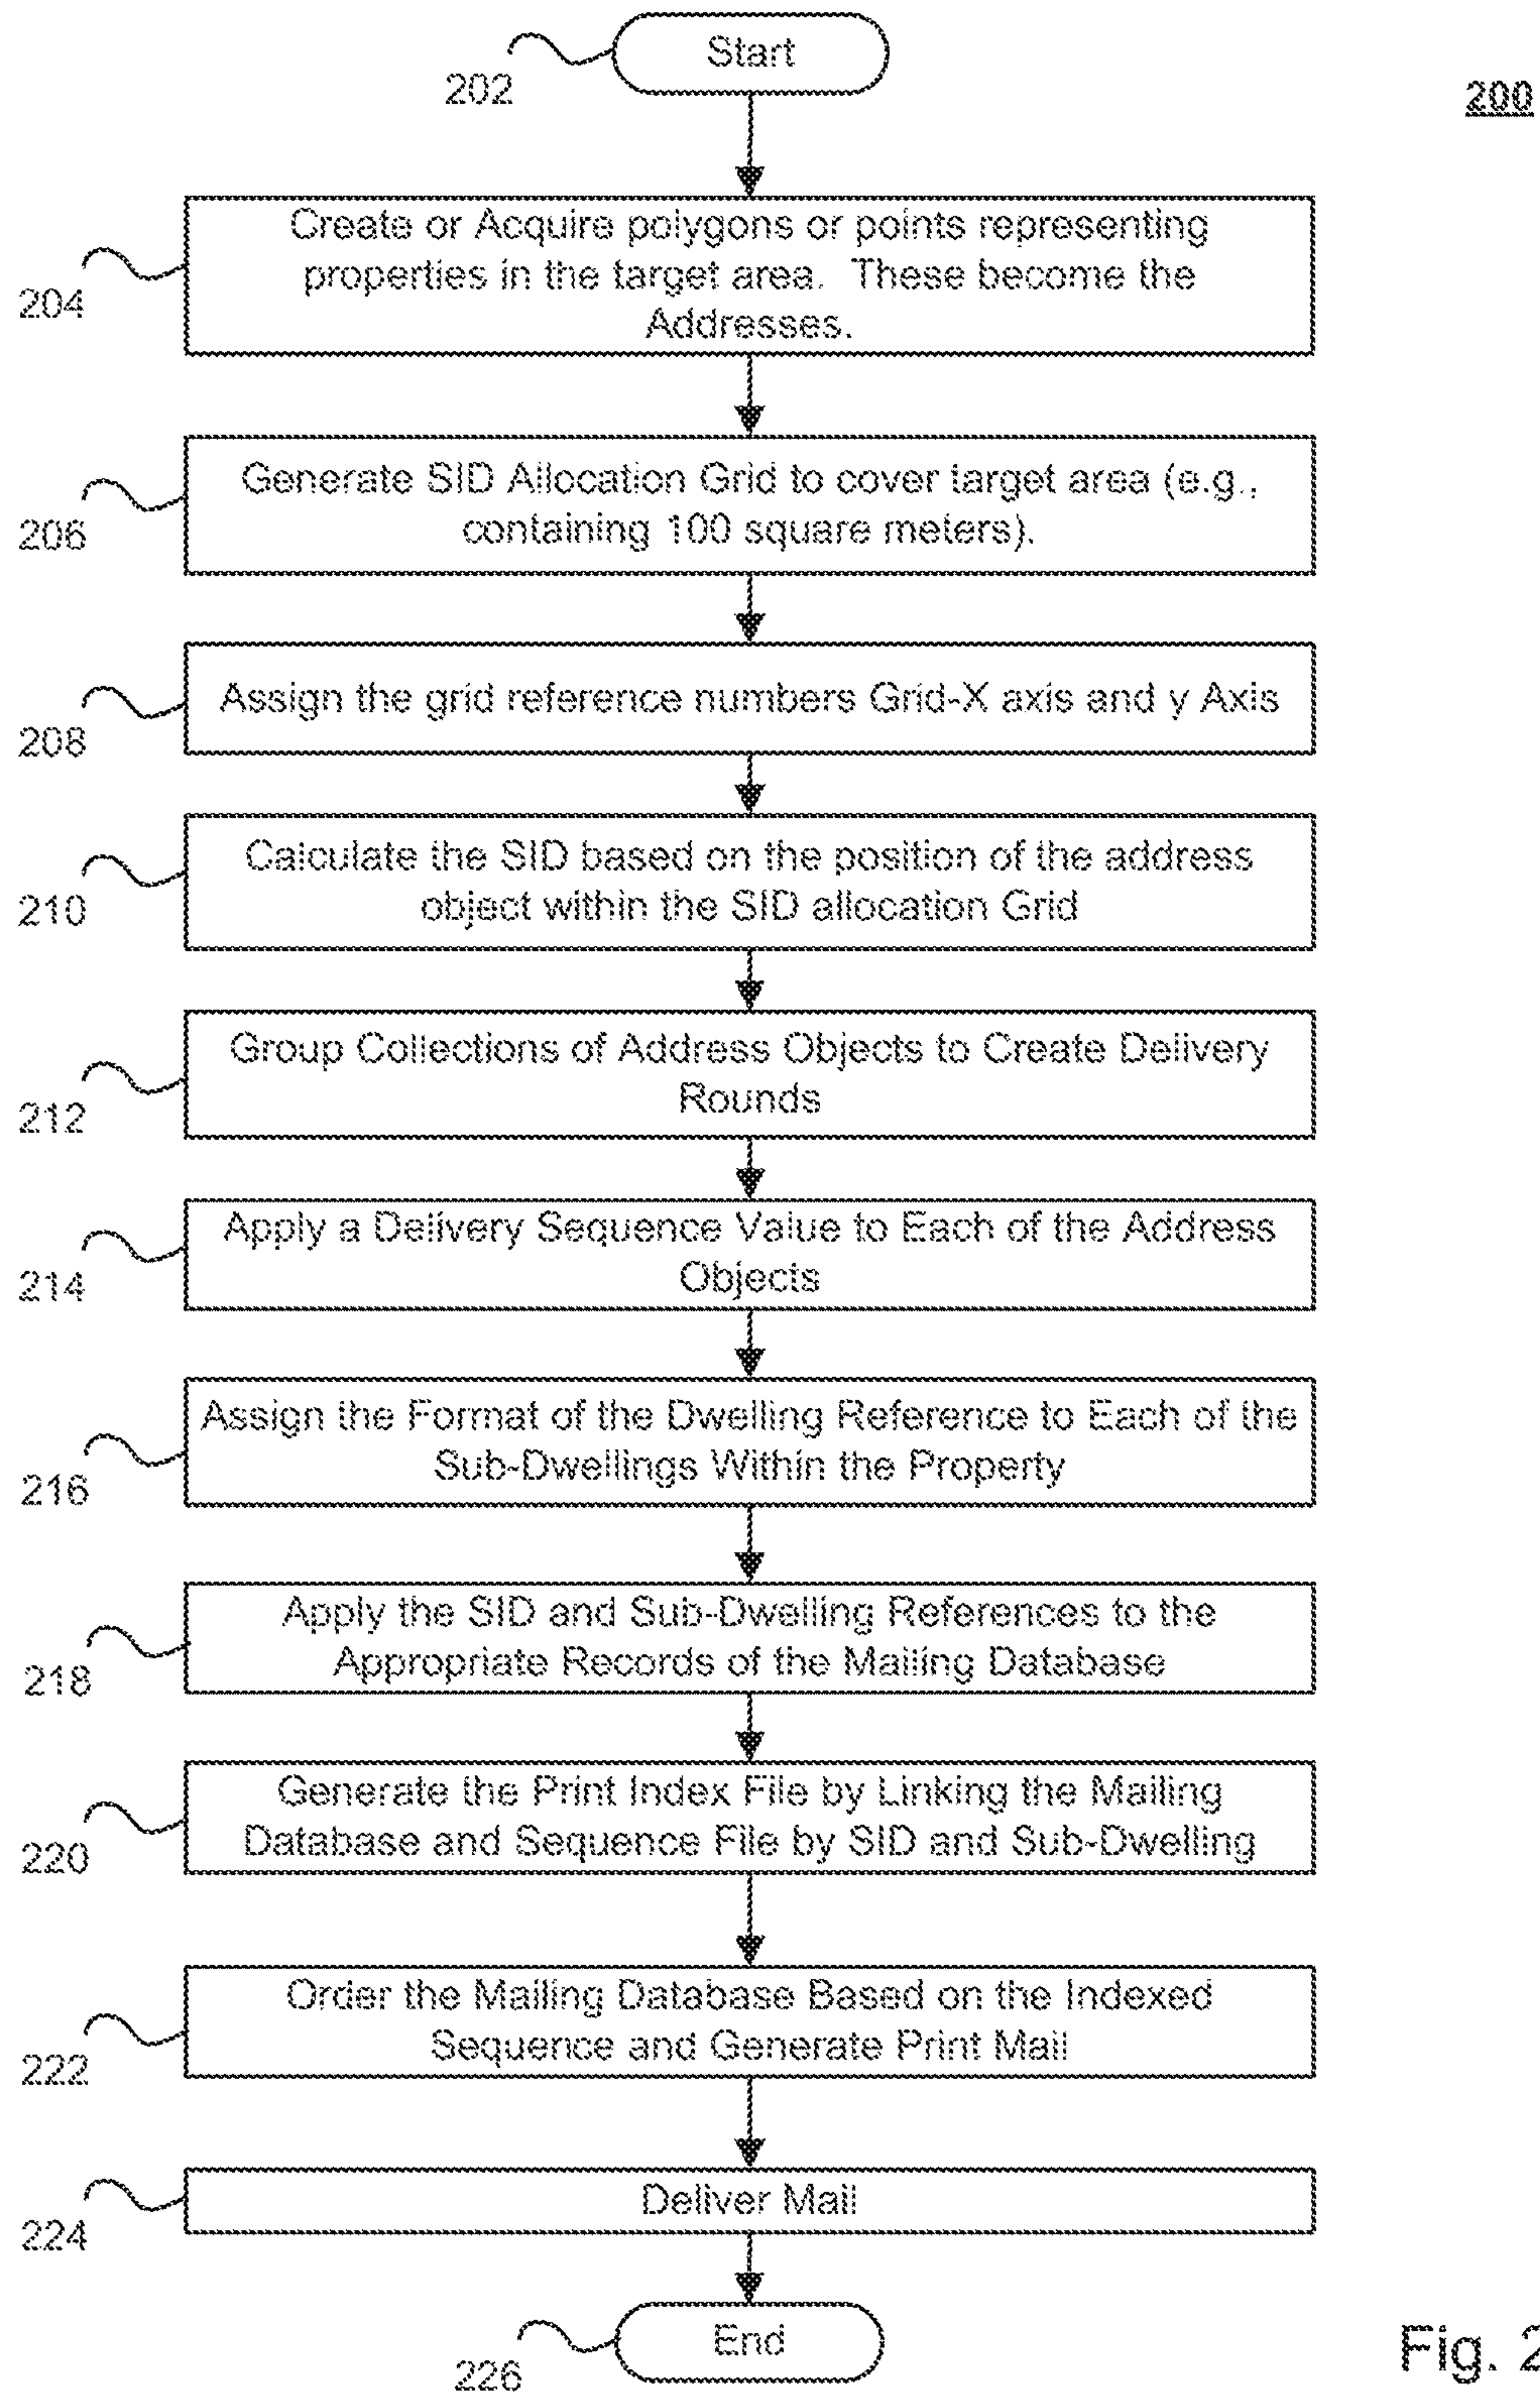 Start
202
200
Create or Acquire polygons or points representing
properties in the target area. These become the
Addresses.
204
Generate SID Allocation Grid to cover target area (e.g.,
containing 100 square meters).
206
Assign the grid reference numbers Grid-X axis and y Axis
208
Calculate the SID based on the position of the address
object within the SID allocation Grid
210
Group Collections of Address Objects to Create Delivery
Rounds
212
Apply a Delivery Sequence Value to Each of the Address
Objects
214
Assign the Format of the Dwelling Reference to Each of the
Sub-Dwellings Within the Property
216
Apply the SID and Sub-Dwelling References to the
Appropriate Records of the Mailing Database
218
Generate the Print Index File by Linking the Mailing
Database and Sequence File by SID and Sub-Dwelling
220
Order the Mailing Database Based on the Indexed
Sequence and Generate Print Mail
222
Deliver Mail
224
End
226
Fig. 2